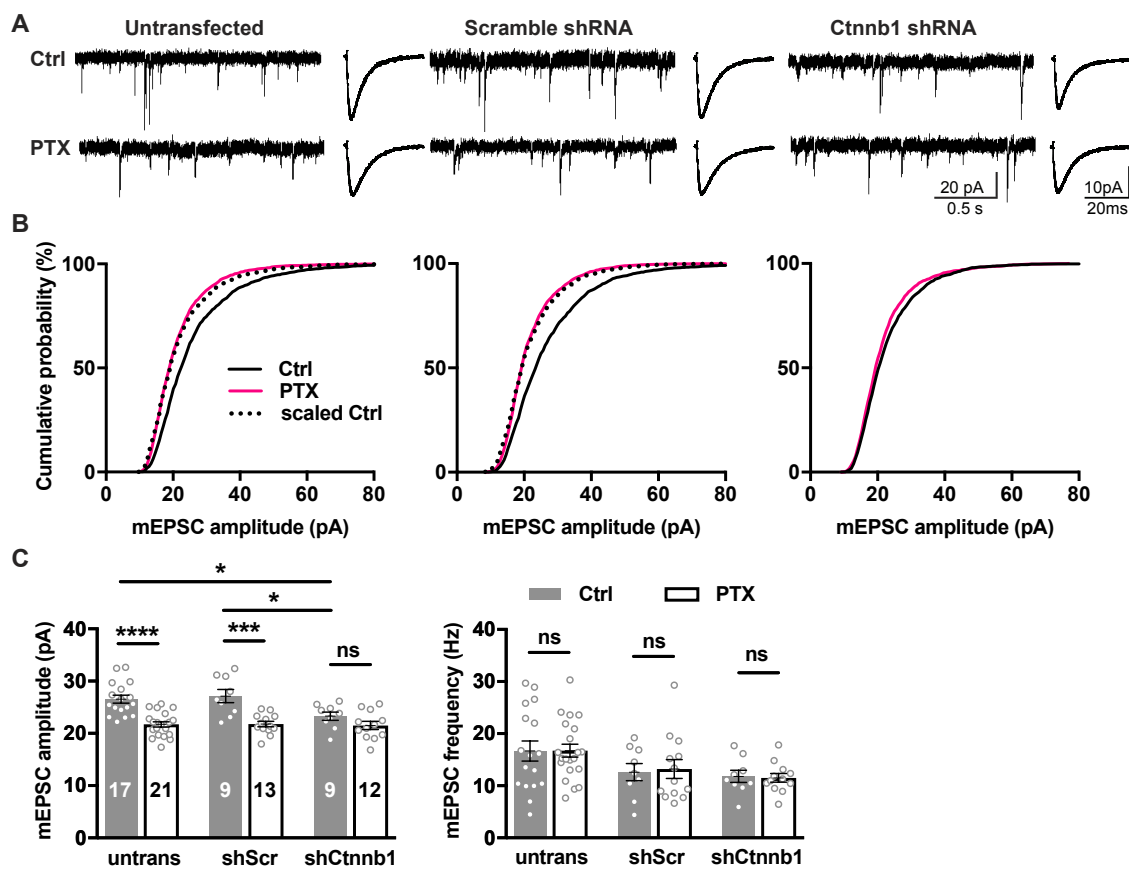 A
Untransfected Scramble shRNA Ctnnb1 shRNA
Ctrl
PTX
20 pA
0.5 s
10pA
20ms
B
Cumulative probability (%)
100
50
0
0 20 40 60 80
mEPSC amplitude (pA)
Ctrl
PTX
scaled Ctrl
100
50
0
0 20 40 60 80
mEPSC amplitude (pA)
100
50
0
0 20 40 60 80
mEPSC amplitude (pA)
C
mEPSC amplitude (pA)
40
30
20
10
0
* *
**** *** ns
17 21 9 13 9 12
untrans shScr shCtnnb1
Ctrl PTX
mEPSC frequency (Hz)
40
30
20
10
0
ns ns ns
untrans shScr shCtnnb1